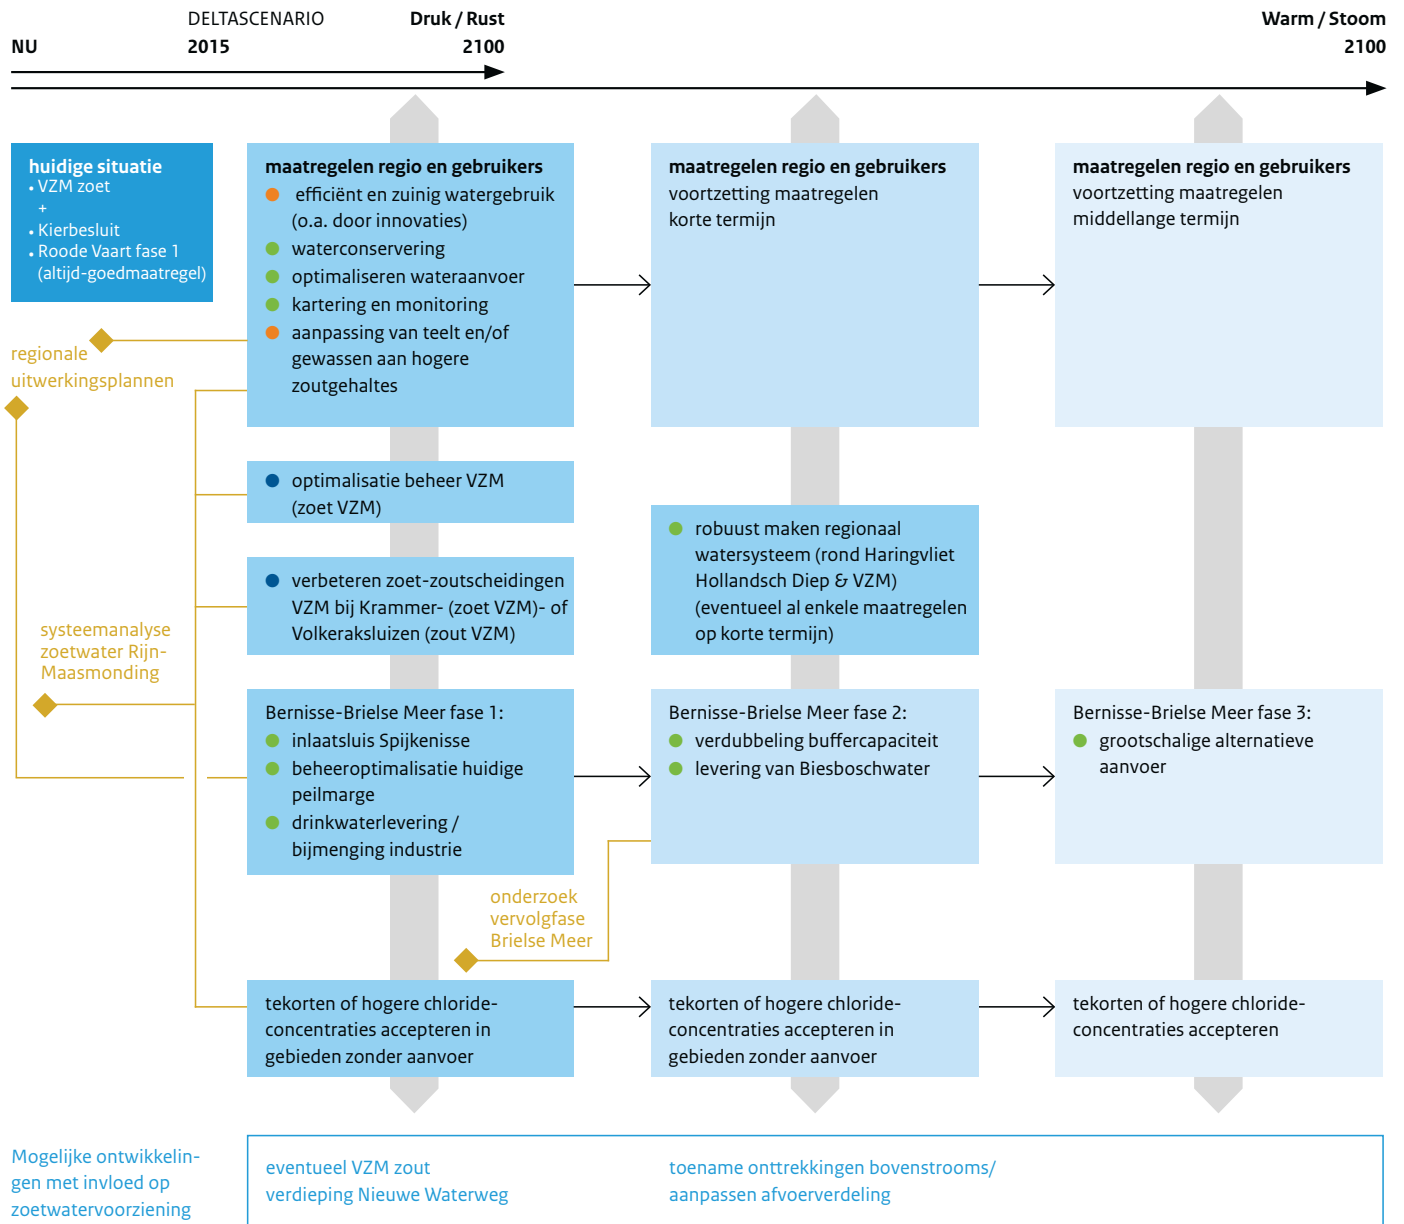 DELTASCENARIO
Druk / Rust
Warm / Stoom
NU
2015
2100
2100
huidige situatie
• VZM zoet
+
• Kierbesluit
• Roode Vaart fase 1
(altijd-goedmaatregel)
maatregelen regio en gebruikers
efficiënt en zuinig watergebruik
(o.a. door innovaties)
waterconservering
optimaliseren wateraanvoer
kartering en monitoring
aanpassing van teelt en/of
gewassen aan hogere
zoutgehaltes
maatregelen regio en gebruikers
voortzetting maatregelen
korte termijn
maatregelen regio en gebruikers
voortzetting maatregelen
middellange termijn
regionale
uitwerkingsplannen
optimalisatie beheer VZM
(zoet VZM)
verbeteren zoet-zoutscheidingen
VZM bij Krammer- (zoet VZM)- of
Volkeraksluizen (zout VZM)
robuust maken regionaal
watersysteem (rond Haringvliet
Hollandsch Diep & VZM)
(eventueel al enkele maatregelen
op korte termijn)
systeemanalyse
zoetwater Rijn-
Maasmonding
Bernisse-Brielse Meer fase 1:
inlaatsluis Spijkenisse
beheeroptimalisatie huidige
peilmarge
drinkwaterlevering /
bijmenging industrie
Bernisse-Brielse Meer fase 2:
verdubbeling buffercapaciteit
levering van Biesboschwater
Bernisse-Brielse Meer fase 3:
grootschalige alternatieve
aanvoer
onderzoek
vervolgfase
Brielse Meer
tekorten of hogere chloride-
concentraties accepteren in
gebieden zonder aanvoer
tekorten of hogere chloride-
concentraties accepteren in
gebieden zonder aanvoer
tekorten of hogere chloride-
concentraties accepteren
Mogelijke ontwikkelin-
gen met invloed op
zoetwatervoorziening
eventueel VZM zout
verdieping Nieuwe Waterweg
toename onttrekkingen bovenstrooms/
aanpassen afvoerverdeling